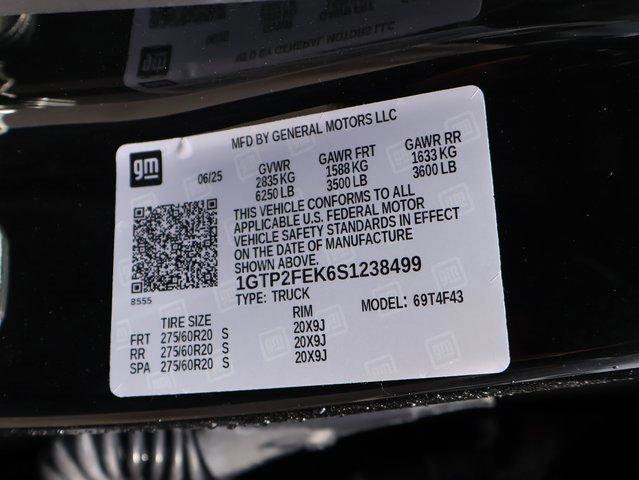 MFD BY GENERAL MOTORS LLC
gm
06/25
GVWR
2835 KG
6250 LB
GAWR FRT
1588 KG
3500 LB
GAWR RR
1633 KG
3600 LB
THIS VEHICLE CONFORMS TO ALL
APPLICABLE U.S. FEDERAL MOTOR
VEHICLE SAFETY STANDARDS IN EFFECT
ON THE DATE OF MANUFACTURE
SHOWN ABOVE.
8555
1GTP2FEK6S1238499
TYPE: TRUCK
MODEL: 69T4F43
TIRE SIZE RIM
FRT 275/60R20 S 20X9J
RR 275/60R20 S 20X9J
SPA 275/60R20 S 20X9J